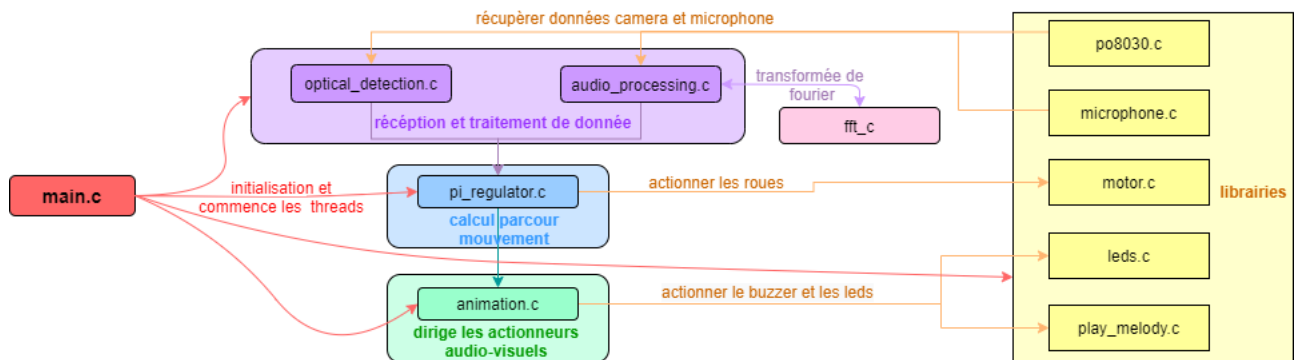 récupèrer données camera et microphone
po8030.c
optical_detection.c
audio_processing.c
transformée de
fourier
récéption et traitement de donnée
fft_c
microphone.c
main.c
initialisation et
commence les threads
pi_regulator.c
actionner les roues
motor.c
librairies
calcul parcour
mouvement
leds.c
animation.c
actionner le buzzer et les leds
dirige les actionneurs
audio-visuels
play_melody.c